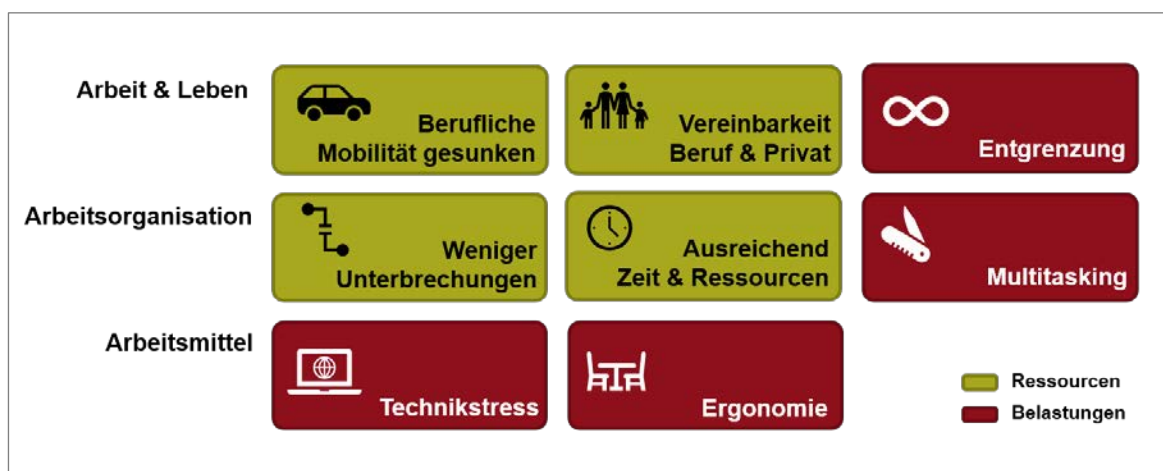 Arbeit & Leben
Berufliche
Mobilität gesunken
Vereinbarkeit
Beruf & Privat
Entgrenzung
Arbeitsorganisation
Weniger
Unterbrechungen
Ausreichend
Zeit & Ressourcen
Multitasking
Arbeitsmittel
Technikstress
Ergonomie
Ressourcen
Belastungen